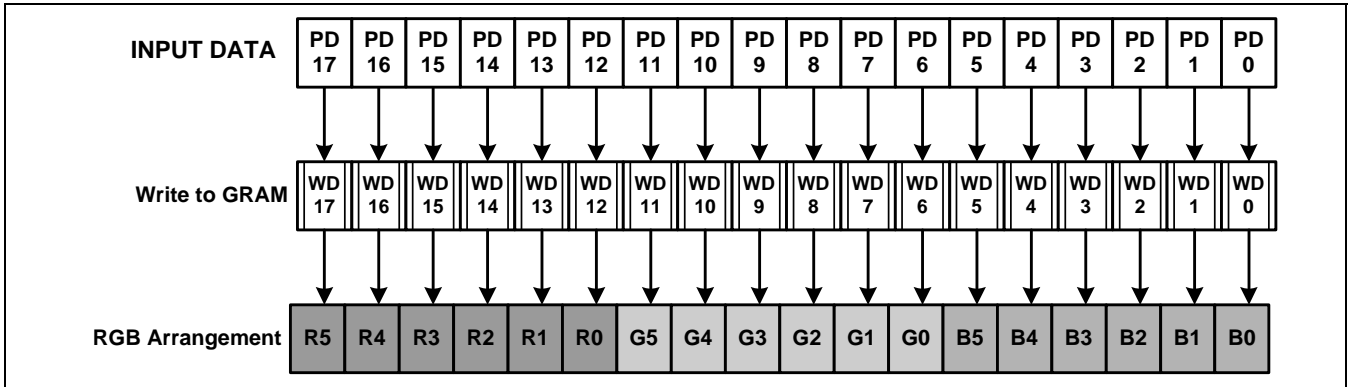 INPUT DATA PD PD PD PD PD PD PD PD PD PD PD PD PD PD PD PD PD PD
17 16 15 14 13 12 11 10 9 8 7 6 5 4 3 2 1 0
Write to GRAM WD WD WD WD WD WD WD WD WD WD WD WD WD WD WD WD WD WD
17 16 15 14 13 12 11 10 9 8 7 6 5 4 3 2 1 0
RGB Arrangement R5 R4 R3 R2 R1 R0 G5 G4 G3 G2 G1 G0 B5 B4 B3 B2 B1 B0